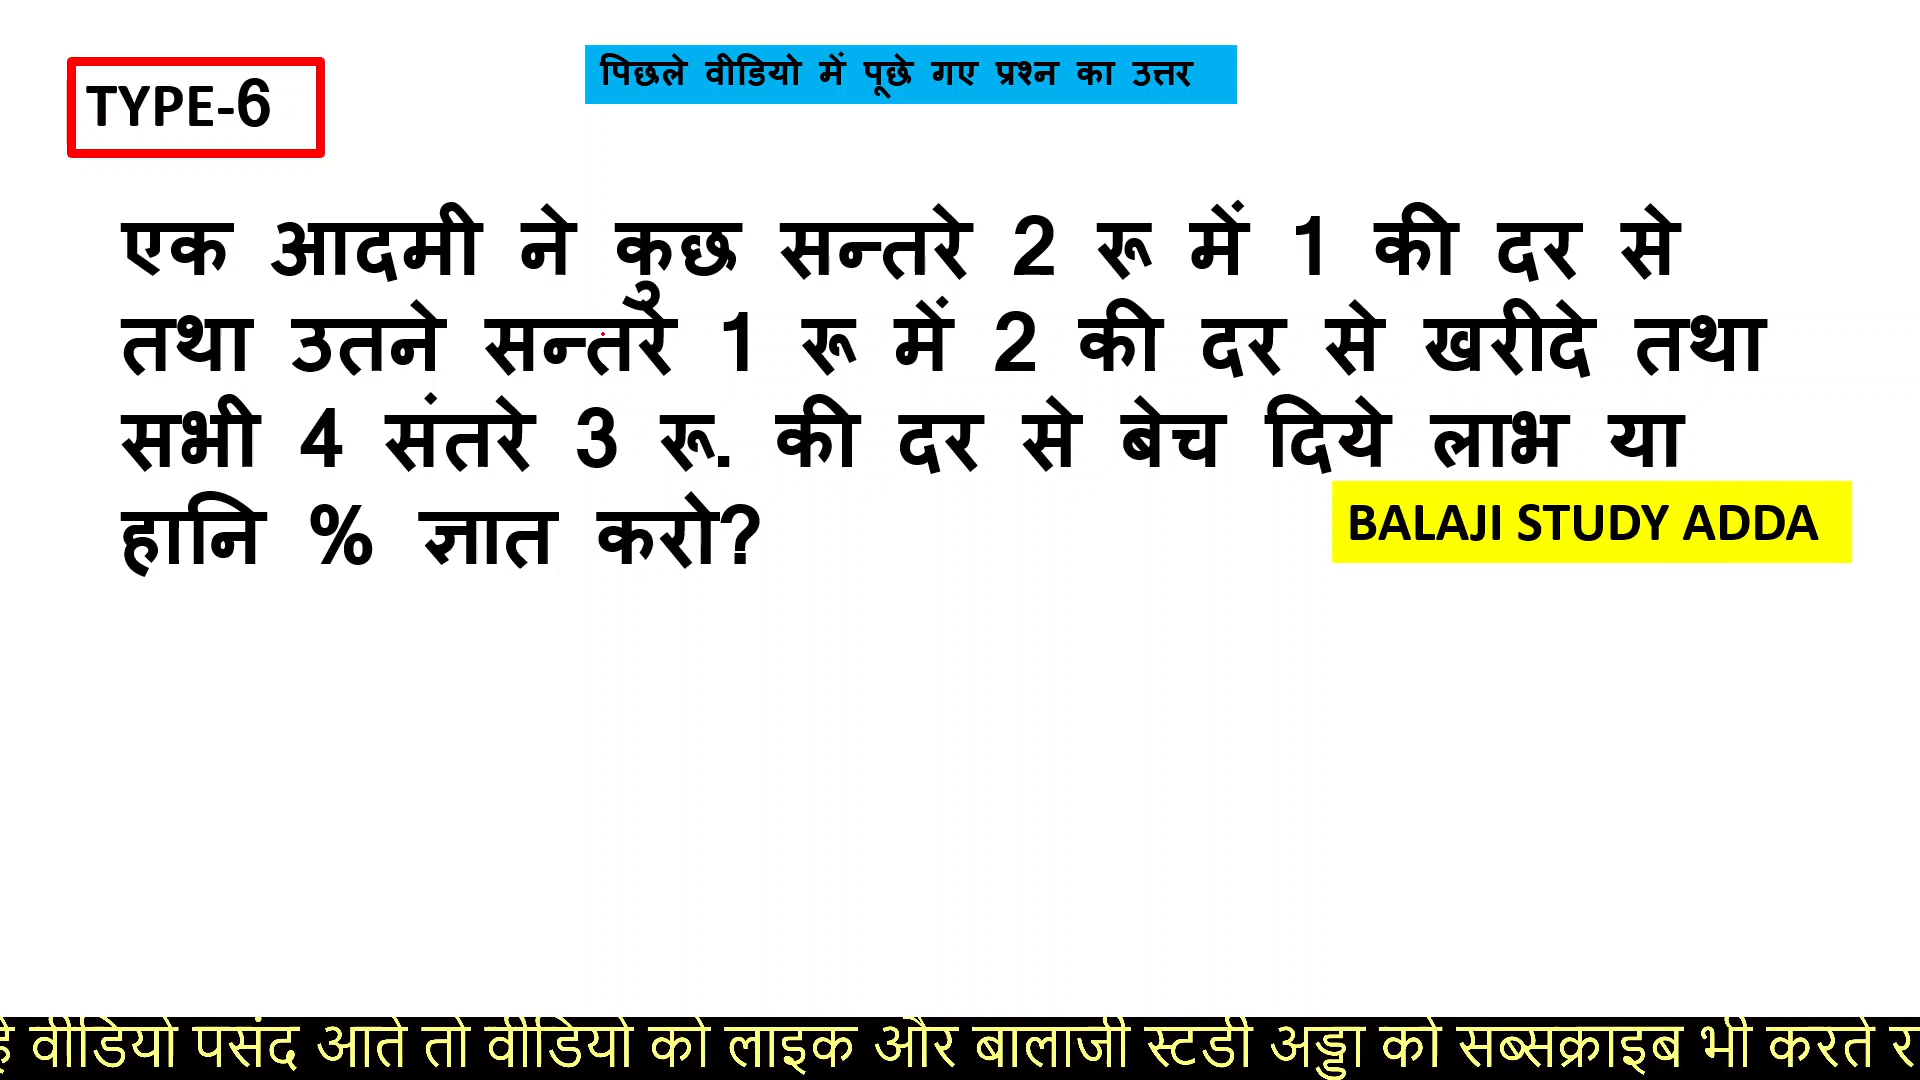 पिछले वीडियो में पूछे गए प्रश्न का उत्तर
TYPE-6
एक आदमी ने कुछ सन्तरे 2 रू में 1 की दर से
तथा उतने सन्तरे 1 रू में 2 की दर से खरीदे तथा
सभी 4 संतरे 3 रू. की दर से बेच दिये लाभ या
हानि % ज्ञात करो?
BALAJI STUDY ADDA
वीडियो पसंद आते तो वीडियो को लाइक और बालाजी स्टडी अड्डा को सब्सक्राइब भी करते